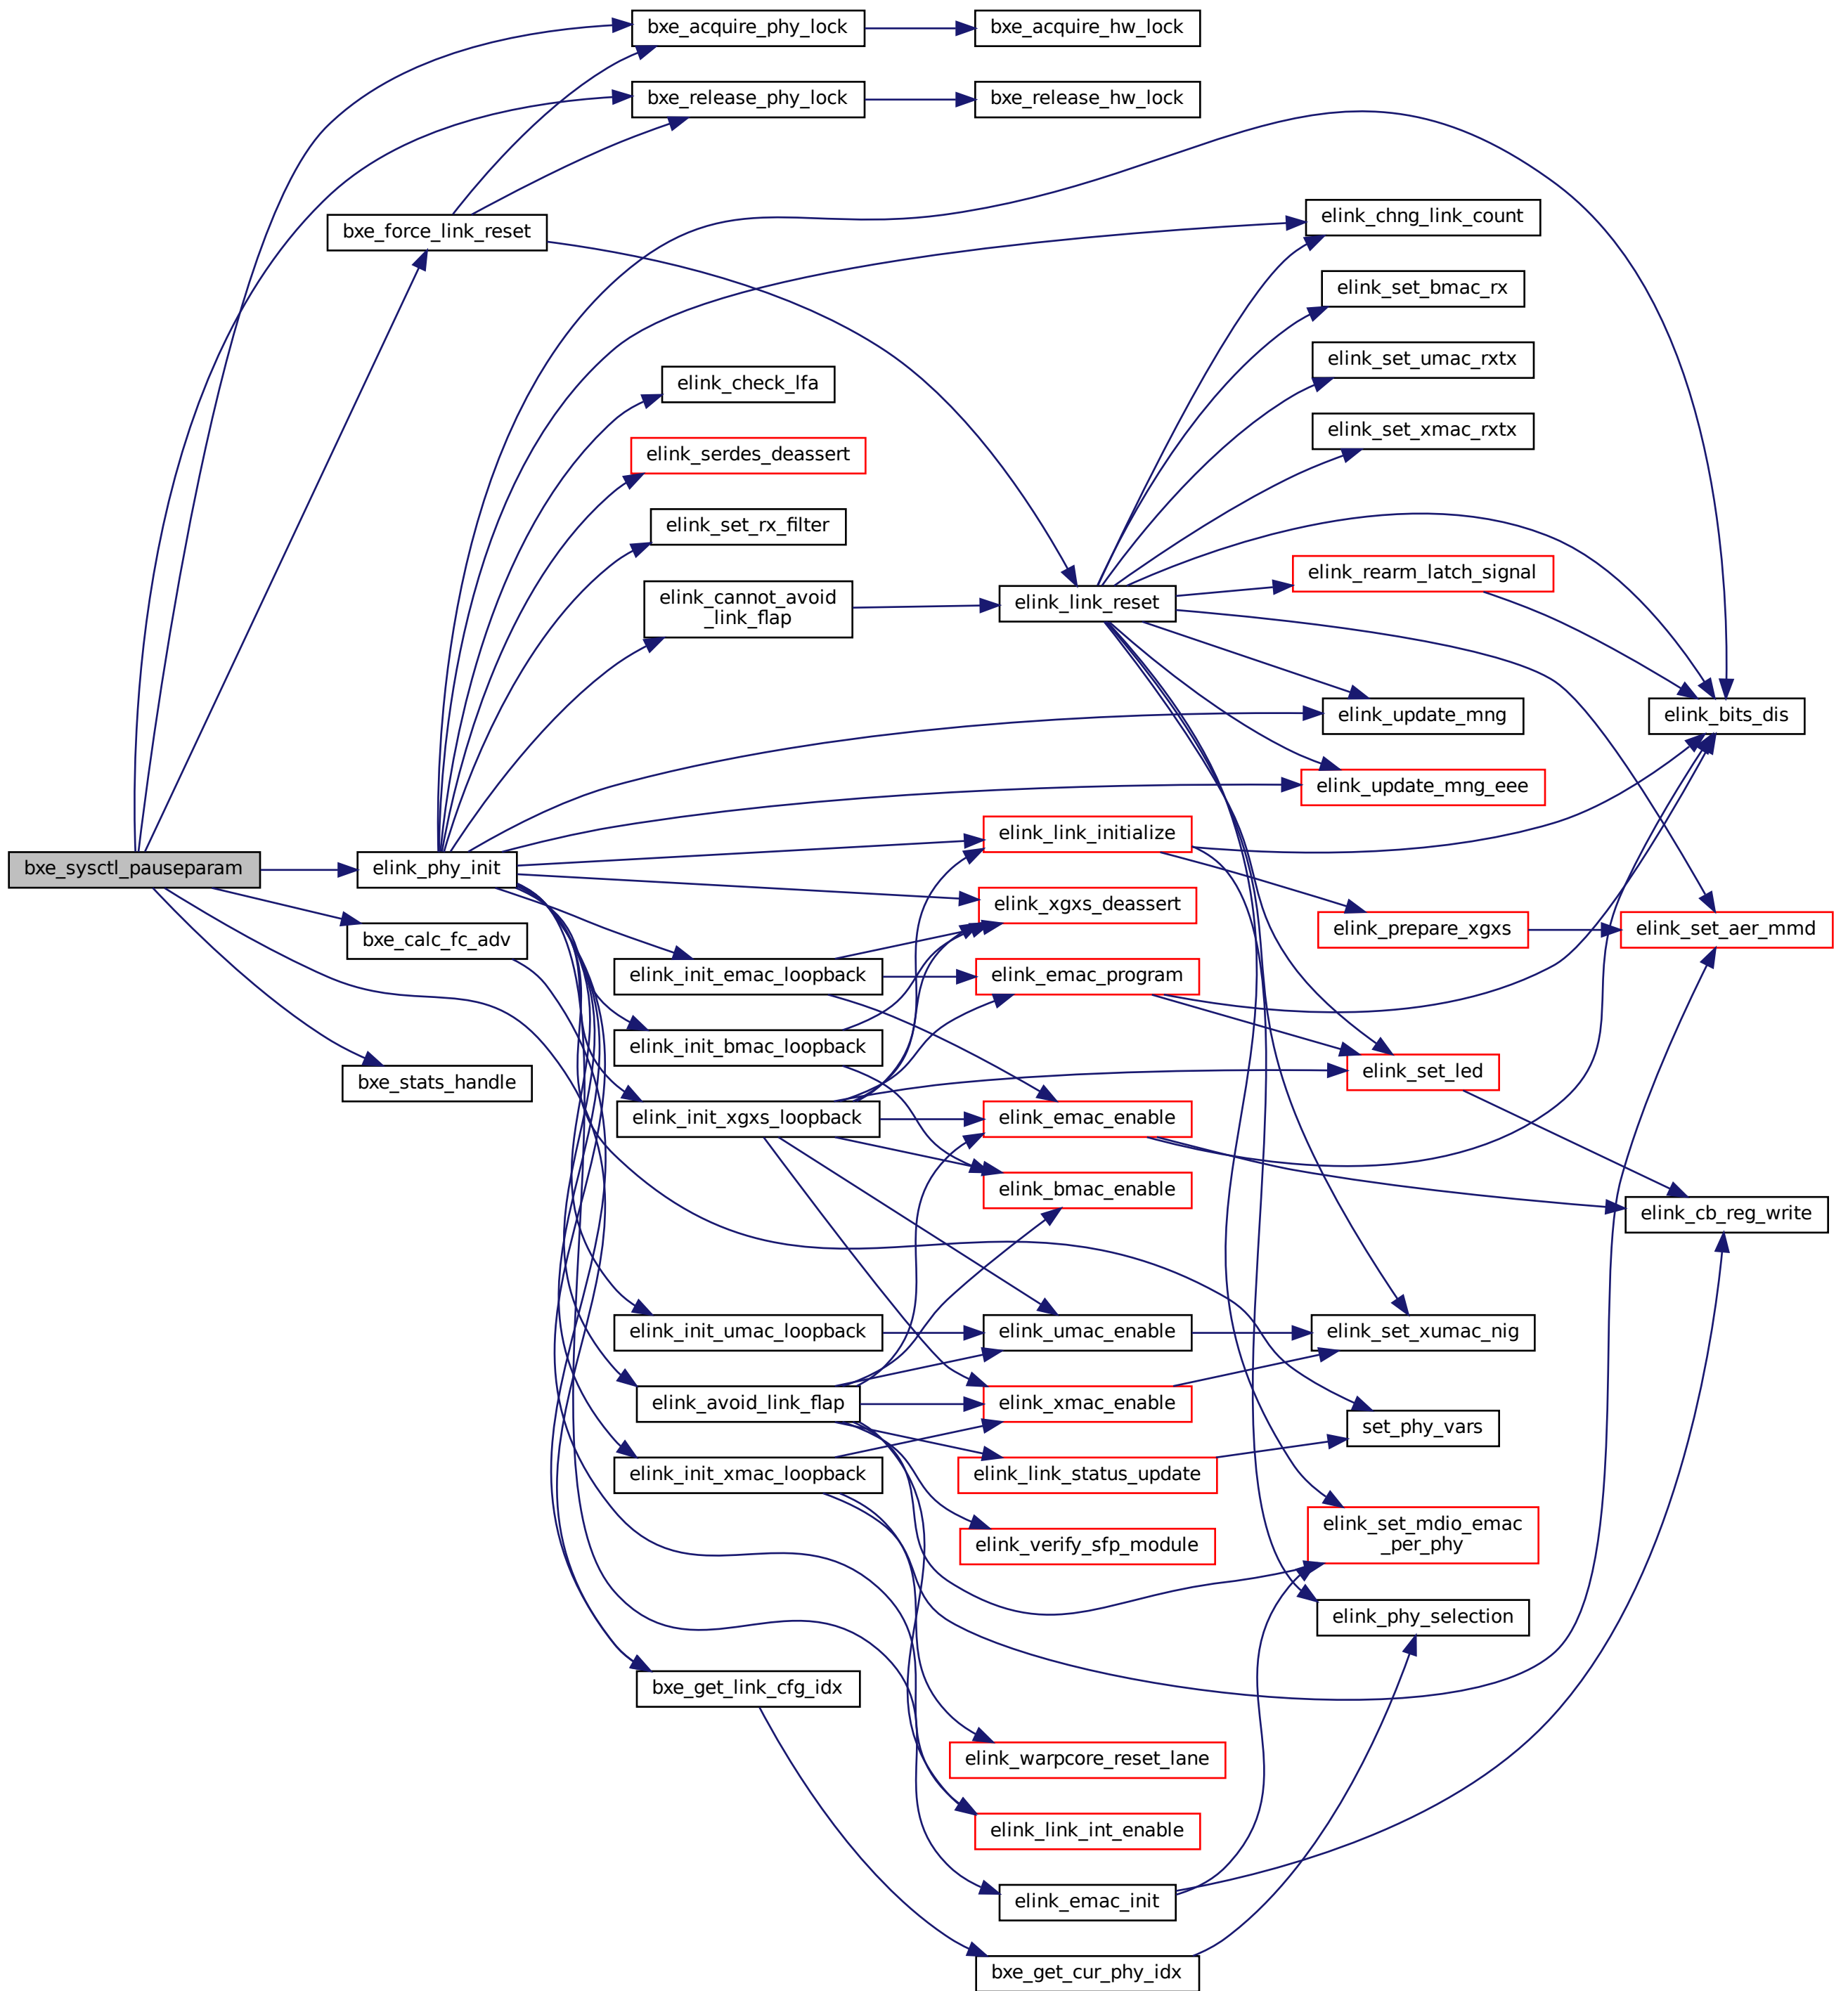 bxe_acquire_phy_lock
bxe_acquire_hw_lock
bxe_release_phy_lock
bxe_release_hw_lock
bxe_force_link_reset
elink_chng_link_count
elink_set_bmac_rx
elink_set_umac_rxtx
elink_check_lfa
elink_set_xmac_rxtx
elink_serdes_deassert
elink_set_rx_filter
elink_rearm_latch_signal
elink_cannot_avoid
_link_flap
elink_link_reset
elink_update_mng
elink_bits_dis
elink_update_mng_eee
elink_link_initialize
bxe_sysctl_pauseparam
elink_phy_init
elink_xgxs_deassert
elink_prepare_xgxs
elink_set_aer_mmd
bxe_calc_fc_adv
elink_init_emac_loopback
elink_emac_program
elink_init_bmac_loopback
elink_set_led
bxe_stats_handle
elink_init_xgxs_loopback
elink_emac_enable
elink_bmac_enable
elink_cb_reg_write
elink_init_umac_loopback
elink_umac_enable
elink_set_xumac_nig
elink_avoid_link_flap
elink_xmac_enable
set_phy_vars
elink_init_xmac_loopback
elink_link_status_update
elink_set_mdio_emac
_per_phy
elink_verify_sfp_module
elink_phy_selection
bxe_get_link_cfg_idx
elink_warpcore_reset_lane
elink_link_int_enable
elink_emac_init
bxe_get_cur_phy_idx